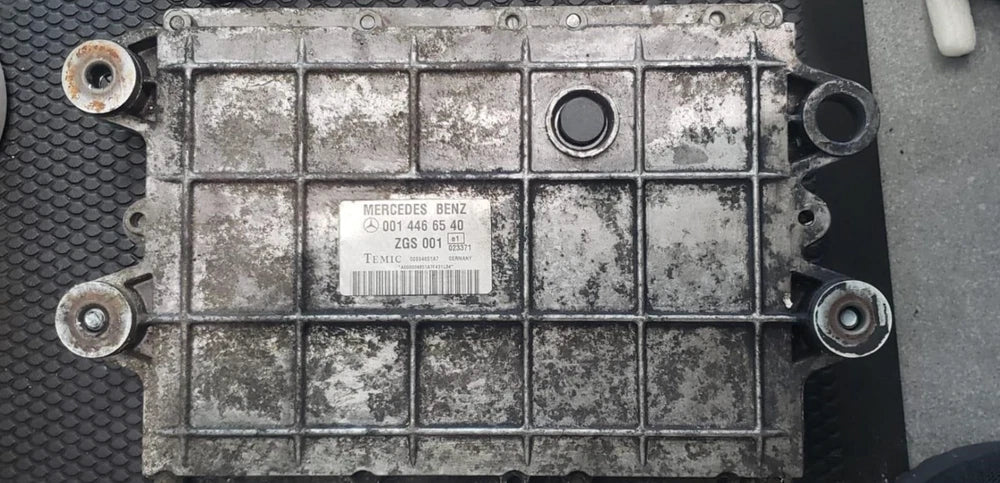 MERCEDES BENZ
001 446 65 40
ZGS 001 e1
023371
TEMIC GERMANY